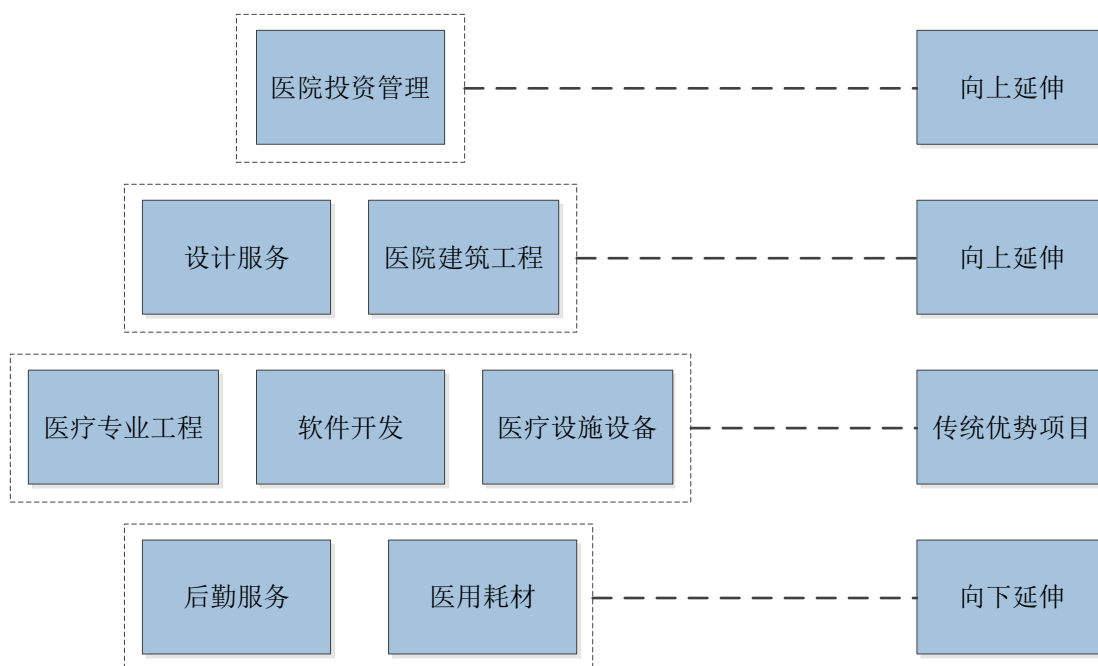 医院投资管理
向上延伸
设计服务
医院建筑工程
向上延伸
医疗专业工程
软件开发
医疗设施设备
传统优势项目
后勤服务
医用耗材
向下延伸